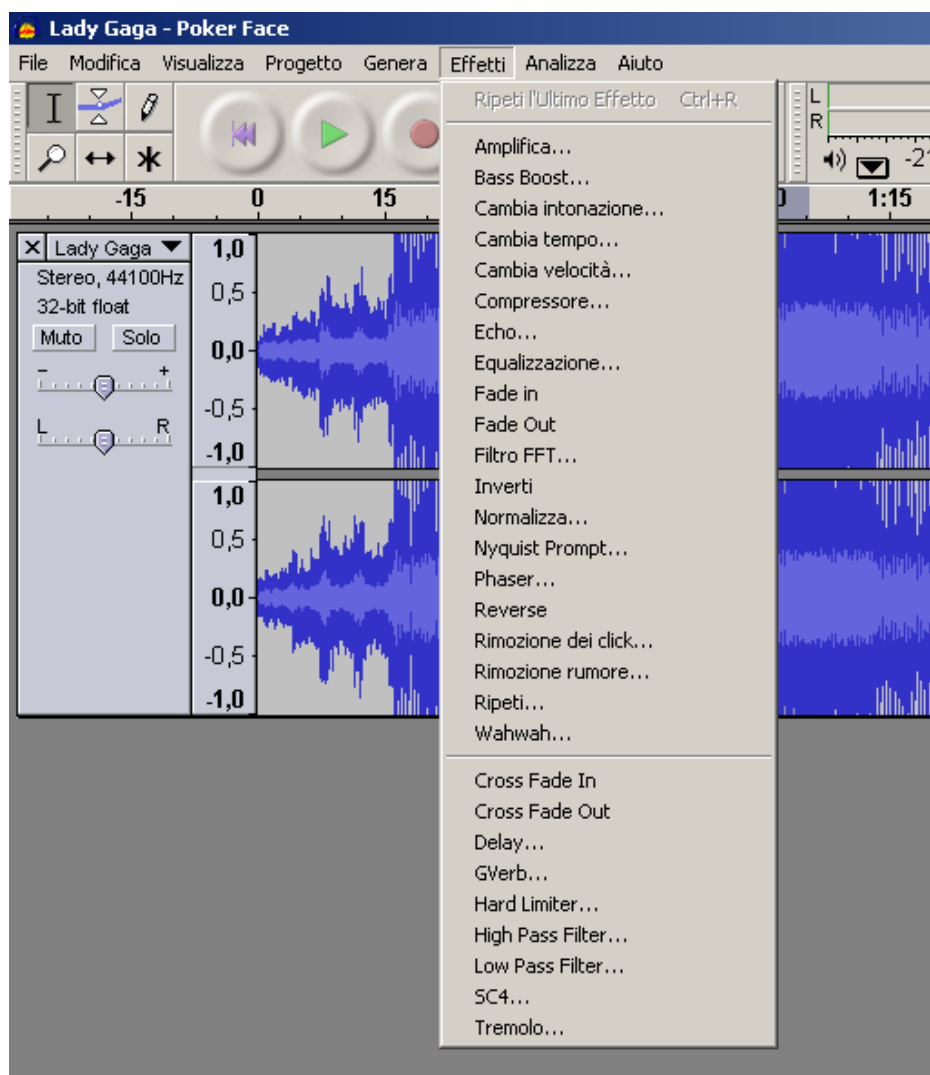 Lady Gaga - Poker Face
File Modifica Visualizza Progetto Genera Effetti Analizza Aiuto
Ripeti l'Ultimo Effetto Ctrl+R
L
R
-15 0 15 1:15
Lady Gaga
Stereo, 44100Hz
32-bit float
Muto Solo
- +
L R
1,0
0,5
0,0
-0,5
-1,0
1,0
0,5
0,0
-0,5
-1,0
Amplifica...
Bass Boost...
Cambia intonazione...
Cambia tempo...
Cambia velocità...
Compressore...
Echo...
Equalizzazione...
Fade in
Fade Out
Filtro FFT...
Inverti
Normalizza...
Nyquist Prompt...
Phaser...
Reverse
Rimozione dei click...
Rimozione rumore...
Ripeti...
Wahwah...
Cross Fade In
Cross Fade Out
Delay...
GVerb...
Hard Limiter...
High Pass Filter...
Low Pass Filter...
SC4...
Tremolo...